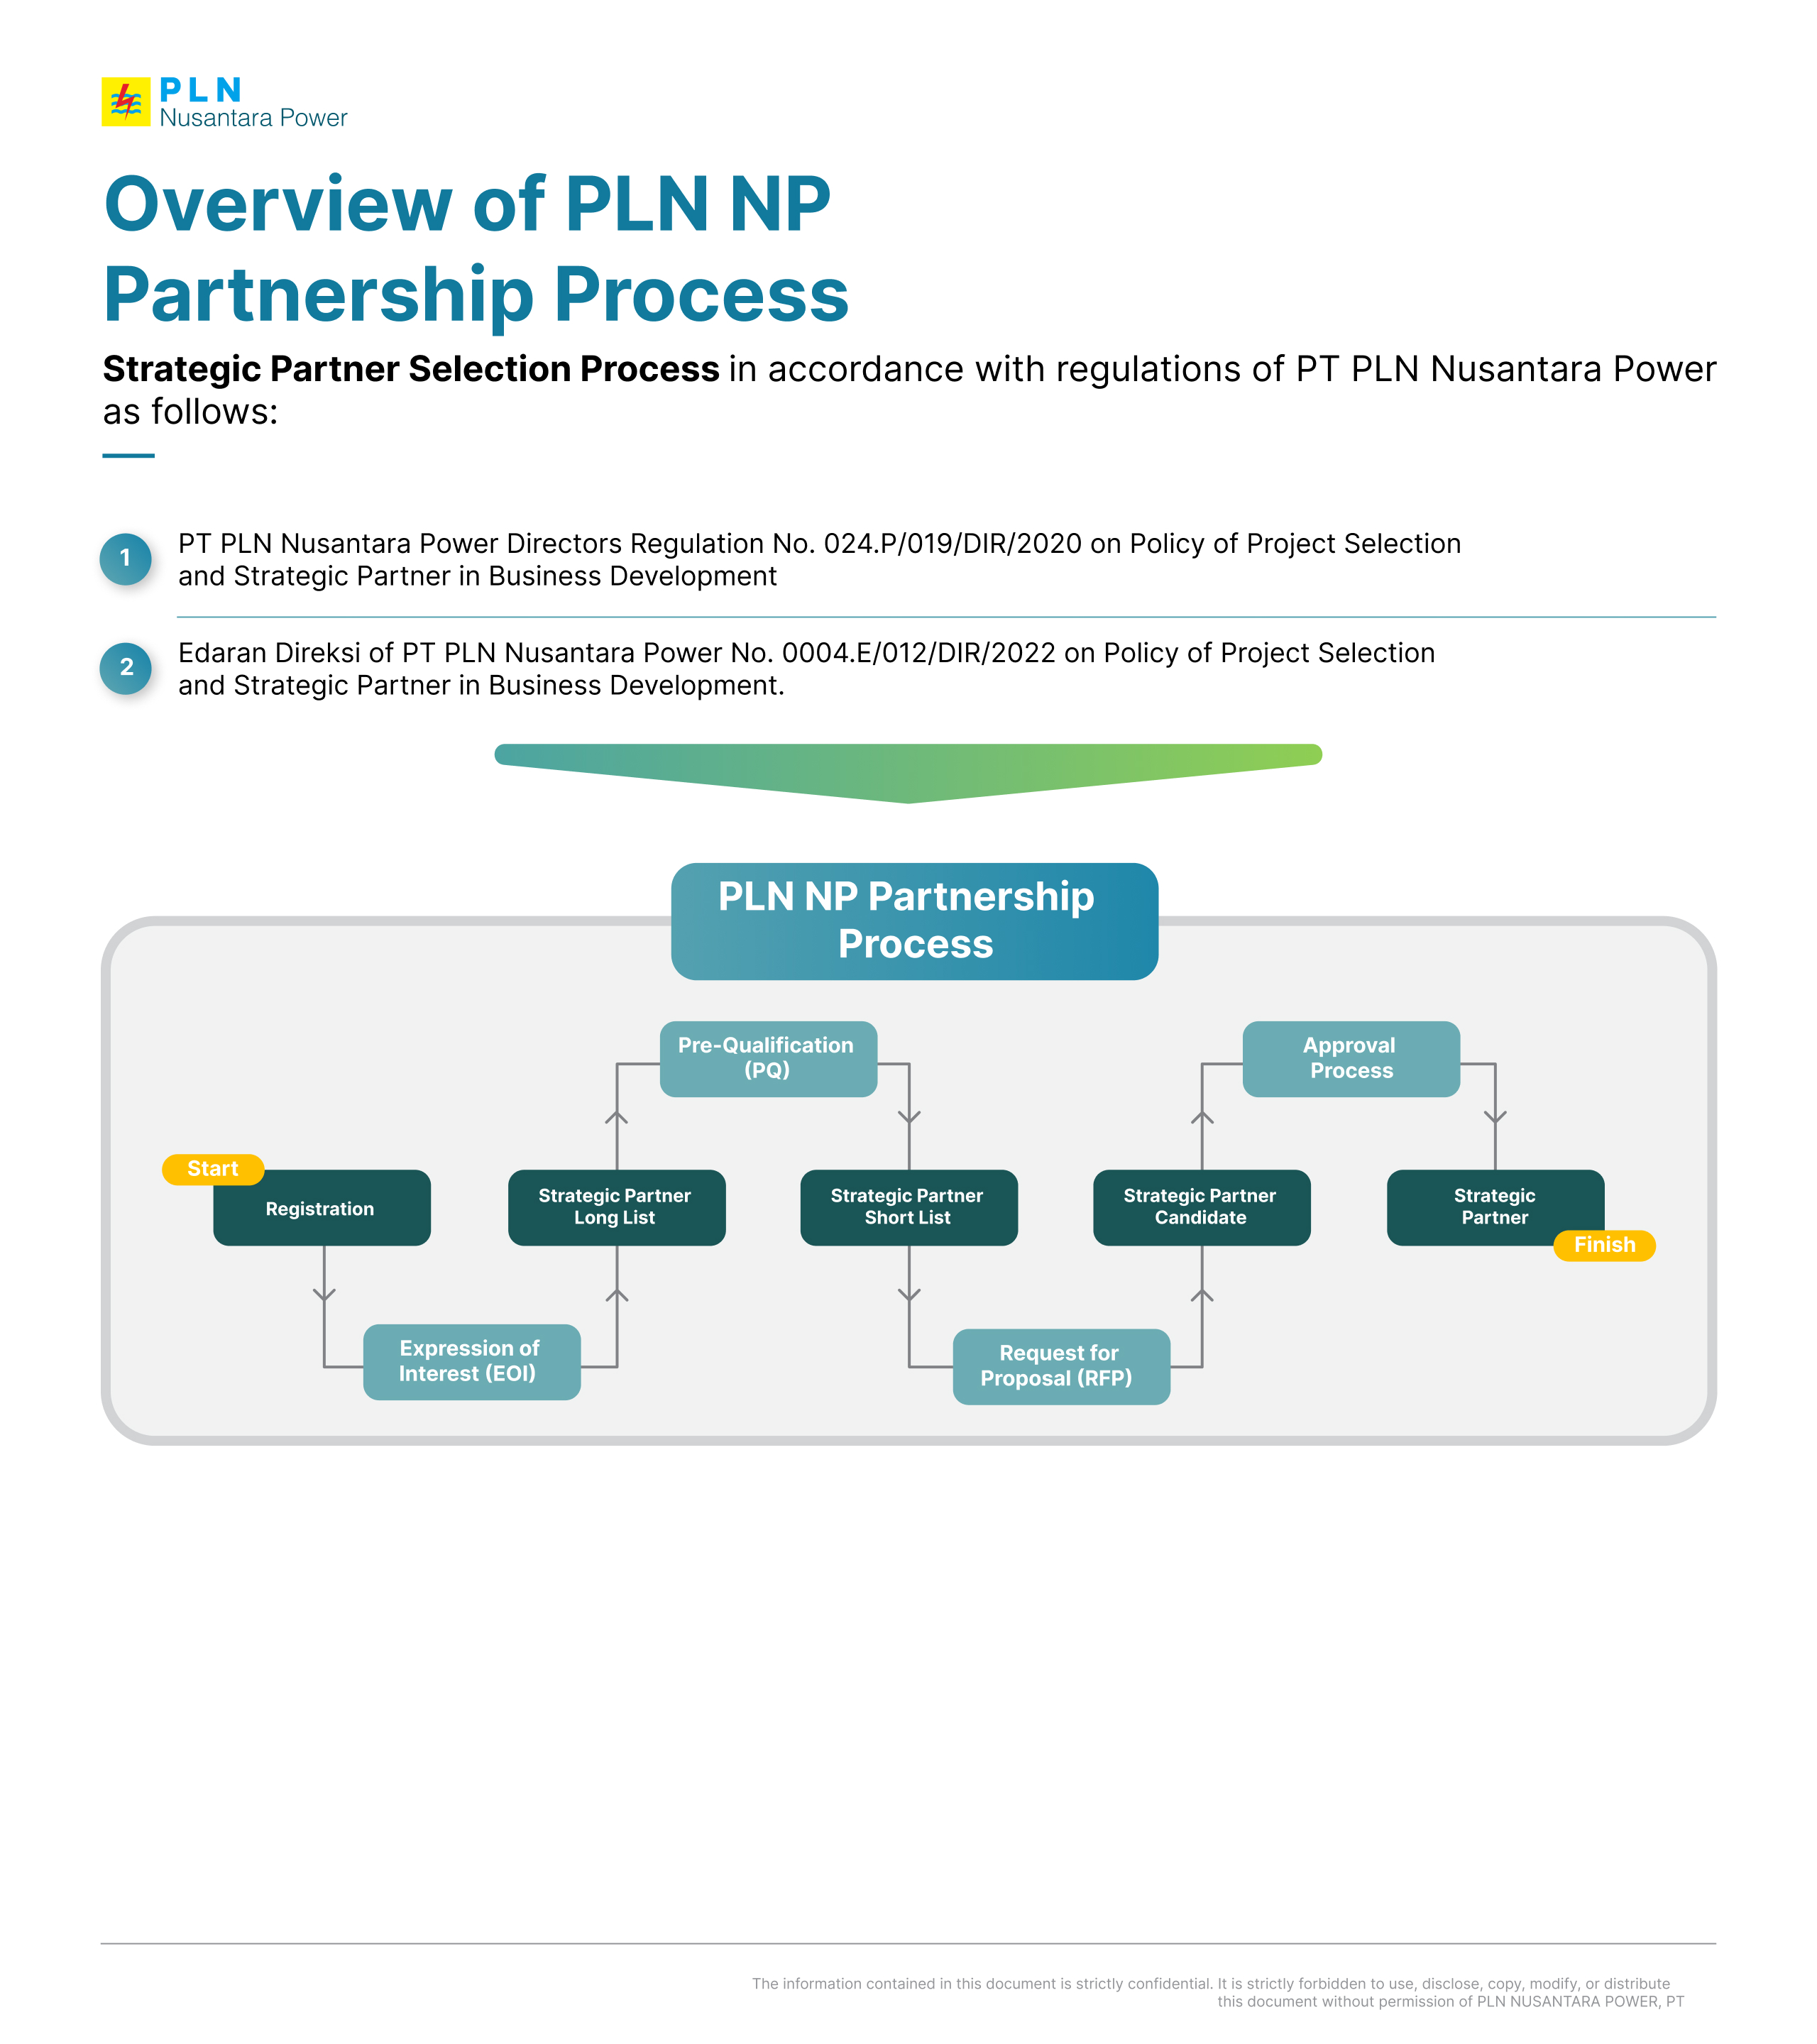 PLN
Nusantara Power
Overview of PLN NP
Partnership Process
Strategic Partner Selection Process in accordance with regulations of PT PLN Nusantara Power
as follows:
1
PT PLN Nusantara Power Directors Regulation No. 024.P/019/DIR/2020 on Policy of Project Selection
and Strategic Partner in Business Development
2
Edaran Direksi of PT PLN Nusantara Power No. 0004.E/012/DIR/2022 on Policy of Project Selection
and Strategic Partner in Business Development.
PLN NP Partnership
Process
Start
Registration
Expression of
Interest (EOI)
Strategic Partner
Long List
Pre-Qualification
(PQ)
Strategic Partner
Short List
Request for
Proposal (RFP)
Strategic Partner
Candidate
Approval
Process
Strategic
Partner
Finish
The information contained in this document is strictly confidential. It is strictly forbidden to use, disclose, copy, modify, or distribute
this document without permission of PLN NUSANTARA POWER, PT